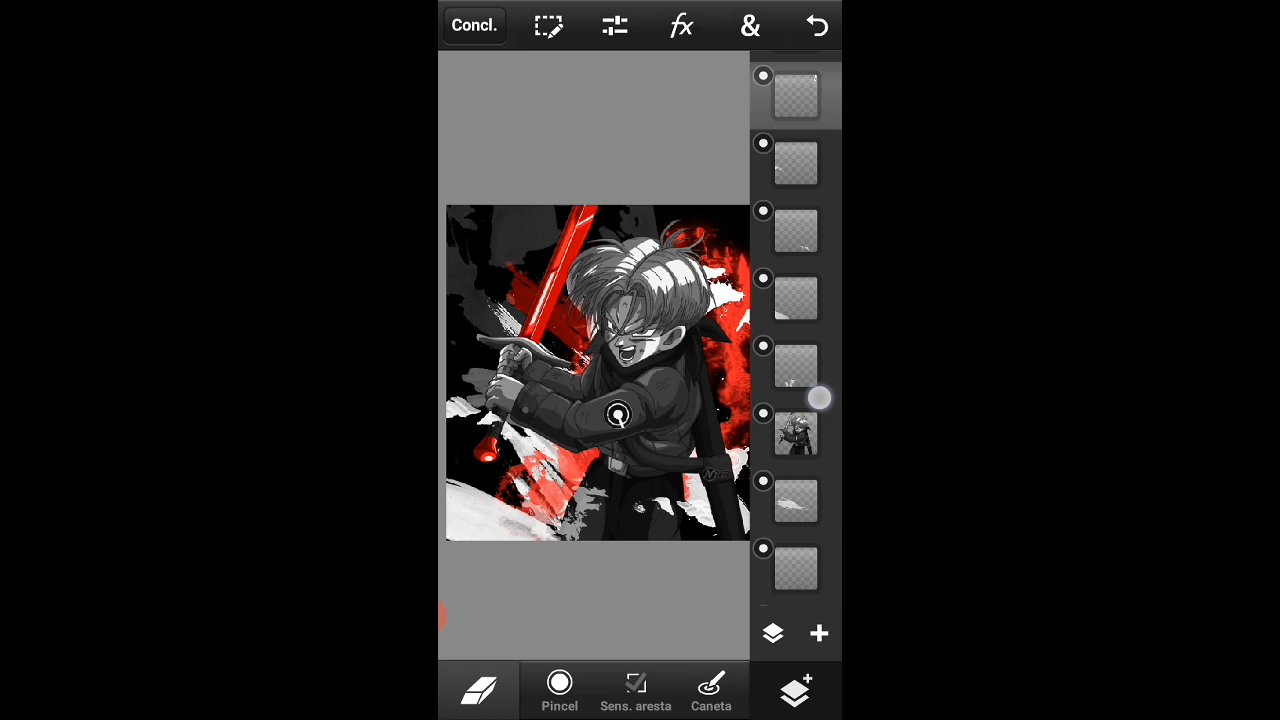 Concl.
fx
&
Pincel
Sens. aresta
Caneta